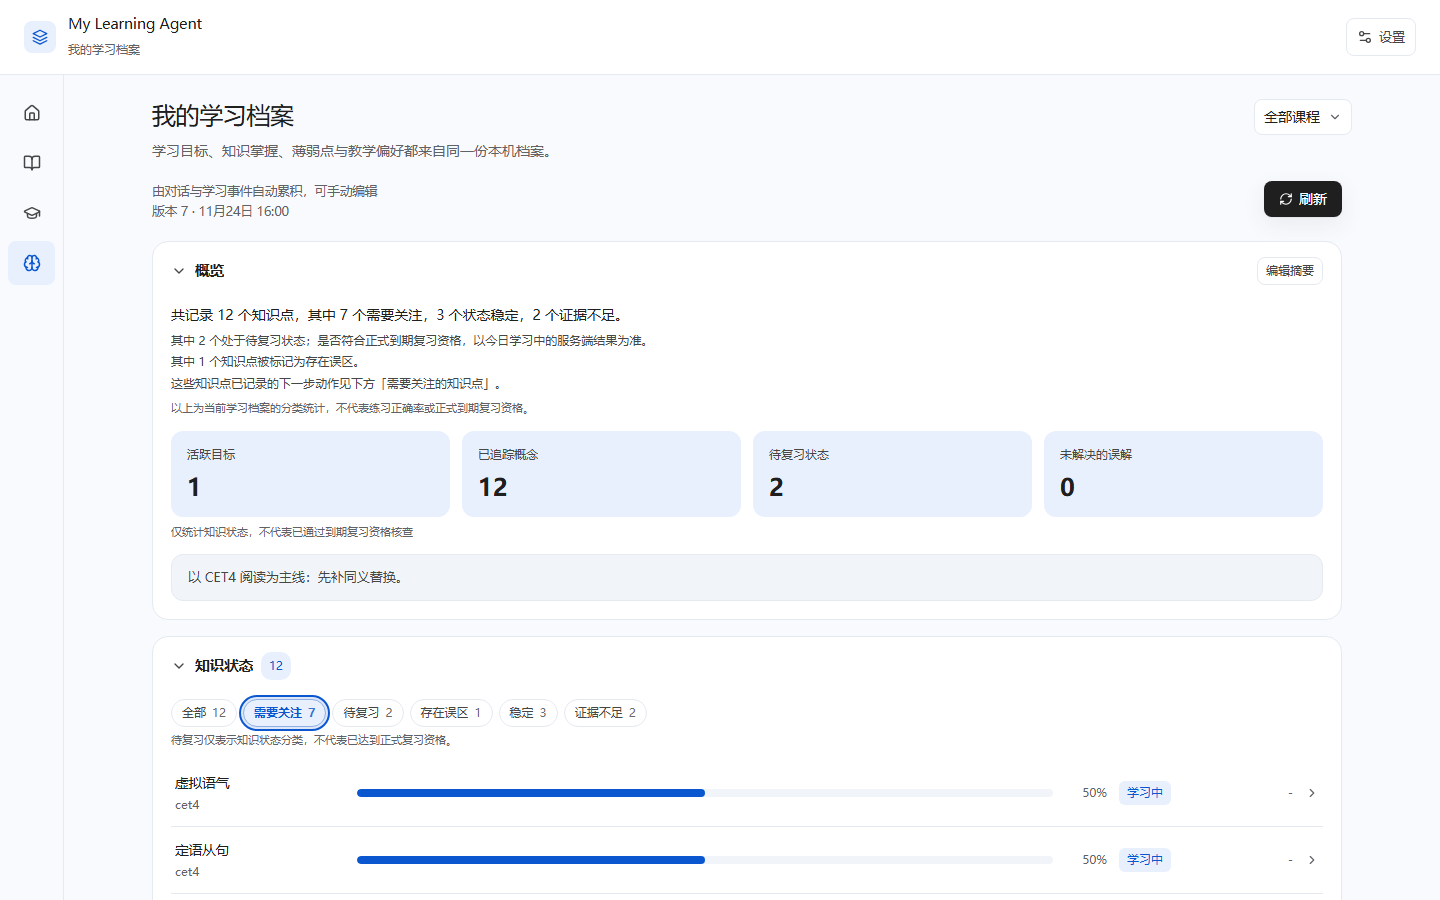 My Learning Agent
我的学习档案
设置
我的学习档案
全部课程
学习目标、知识掌握、薄弱点与教学偏好都来自同一份本机档案。
由对话与学习事件自动累积，可手动编辑
版本 7 · 11月24日 16:00
刷新
概览
编辑摘要
共记录 12 个知识点，其中 7 个需要关注，3 个状态稳定，2 个证据不足。
其中 2 个处于待复习状态；是否符合正式到期复习资格，以今日学习中的服务端结果为准。
其中 1 个知识点被标记为存在误区。
这些知识点已记录的下一步动作见下方「需要关注的知识点」。
以上为当前学习档案的分类统计，不代表练习正确率或正式到期复习资格。
活跃目标
1
已追踪概念
12
待复习状态
2
未解决的误解
0
仅统计知识状态，不代表已通过到期复习资格核查
以 CET4 阅读为主线：先补同义替换。
知识状态 12
全部 12 需要关注 7 待复习 2 存在误区 1 稳定 3 证据不足 2
待复习仅表示知识状态分类，不代表已达到正式复习资格。
虚拟语气
cet4
50% 学习中 -
定语从句
cet4
50% 学习中 -